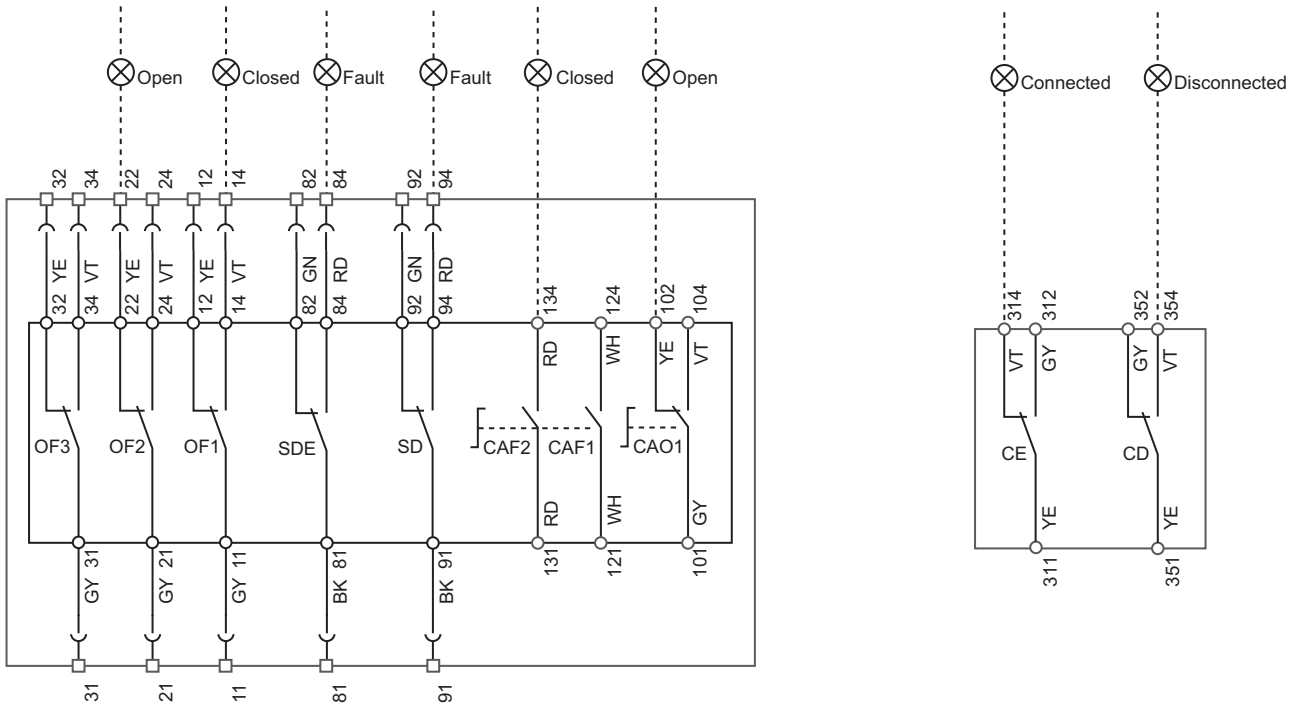 Open Closed Fault Fault Closed Open Connected Disconnected
32 34 22 24 12 14 82 84 92 94
YE VT YE VT YE VT GN RD GN RD
32 34 22 24 12 14 82 84 92 94 134 124 102 104 314 312 352 354
RD WH YE VT VT GY GY VT
OF3 OF2 OF1 SDE SD CAF2 CAF1 CAO1 CE CD
RD WH GY YE YE
31 21 11 81 91 131 121 101 311 351
GY GY GY BK BK
31 21 11 81 91